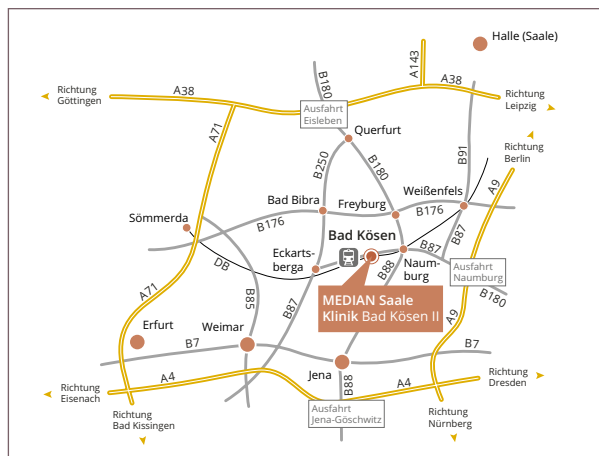 Halle (Saale)
A143
B180
A38
A38
Richtung
Göttingen
Richtung
Leipzig
Ausfahrt
Eisleben
A71
Querfurt
Richtung
Berlin
B91
B250
B180
A9
Weißenfels
Bad Bibra
Freyburg
B176
Sömmerda
B176
Bad Kösen
B87
B87
DB
Eckarts-
berga
Naum-
burg
B88
Ausfahrt
Naumburg
A71
B85
B87
B180
MEDIAN Saale
Klinik Bad Kösen II
A9
Erfurt
Weimar
B7
B7
Jena
A4
B88
A4
Richtung
Eisenach
Richtung
Dresden
Richtung
Bad Kissingen
Ausfahrt
Jena-Göschwitz
Richtung
Nürnberg